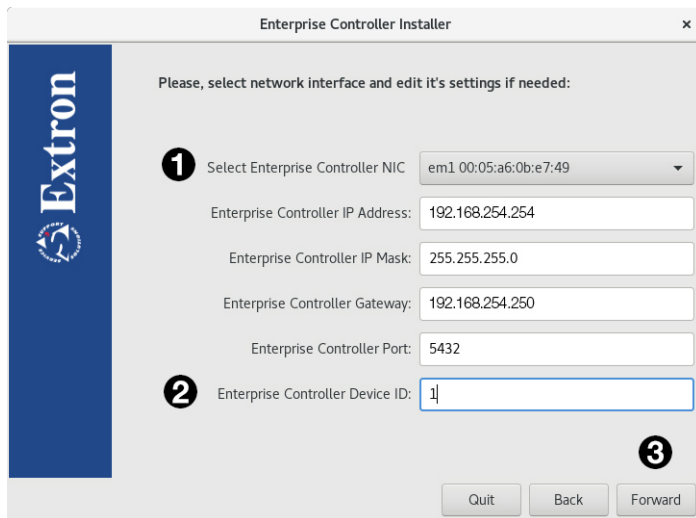 Enterprise Controller Installer ×
Extron
Please, select network interface and edit it's settings if needed:
1 Select Enterprise Controller NIC em1 00:05:a6:0b:e7:49
Enterprise Controller IP Address: 192.168.254.254
Enterprise Controller IP Mask: 255.255.255.0
Enterprise Controller Gateway: 192.168.254.250
Enterprise Controller Port: 5432
2 Enterprise Controller Device ID: 1
3
Quit Back Forward